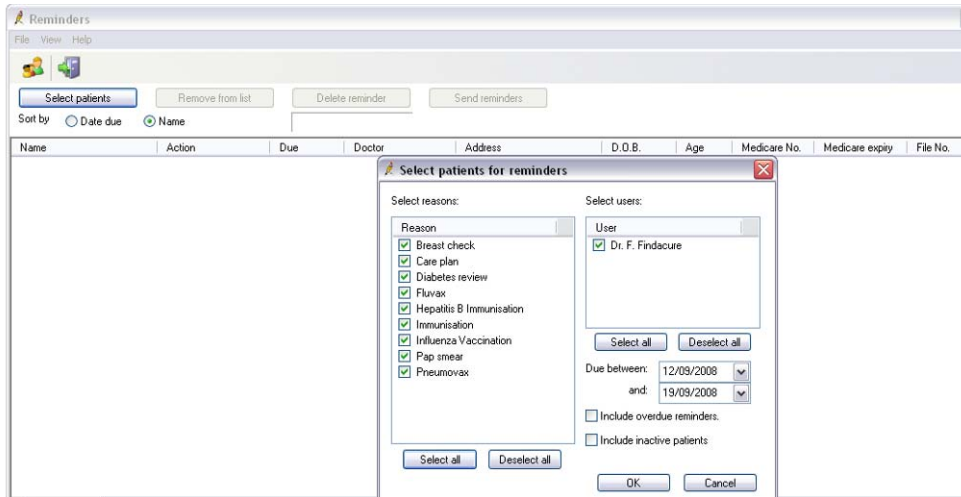 Reminders
File View Help
Select patients Remove from list Delete reminder Send reminders
Sort by Date due Name
Name Action Due Doctor Address D.O.B. Age Medicare No. Medicare expiry File No.
Select patients for reminders
Select reasons:
Reason
Breast check
Care plan
Diabetes review
Fluvax
Hepatitis B Immunisation
Immunisation
Influenza Vaccination
Pap smear
Pneumovax
Select all Deselect all
Select users:
User
Dr. F. Findacure
Select all Deselect all
Due between: 12/09/2008
and: 19/09/2008
Include overdue reminders.
Include inactive patients
OK Cancel